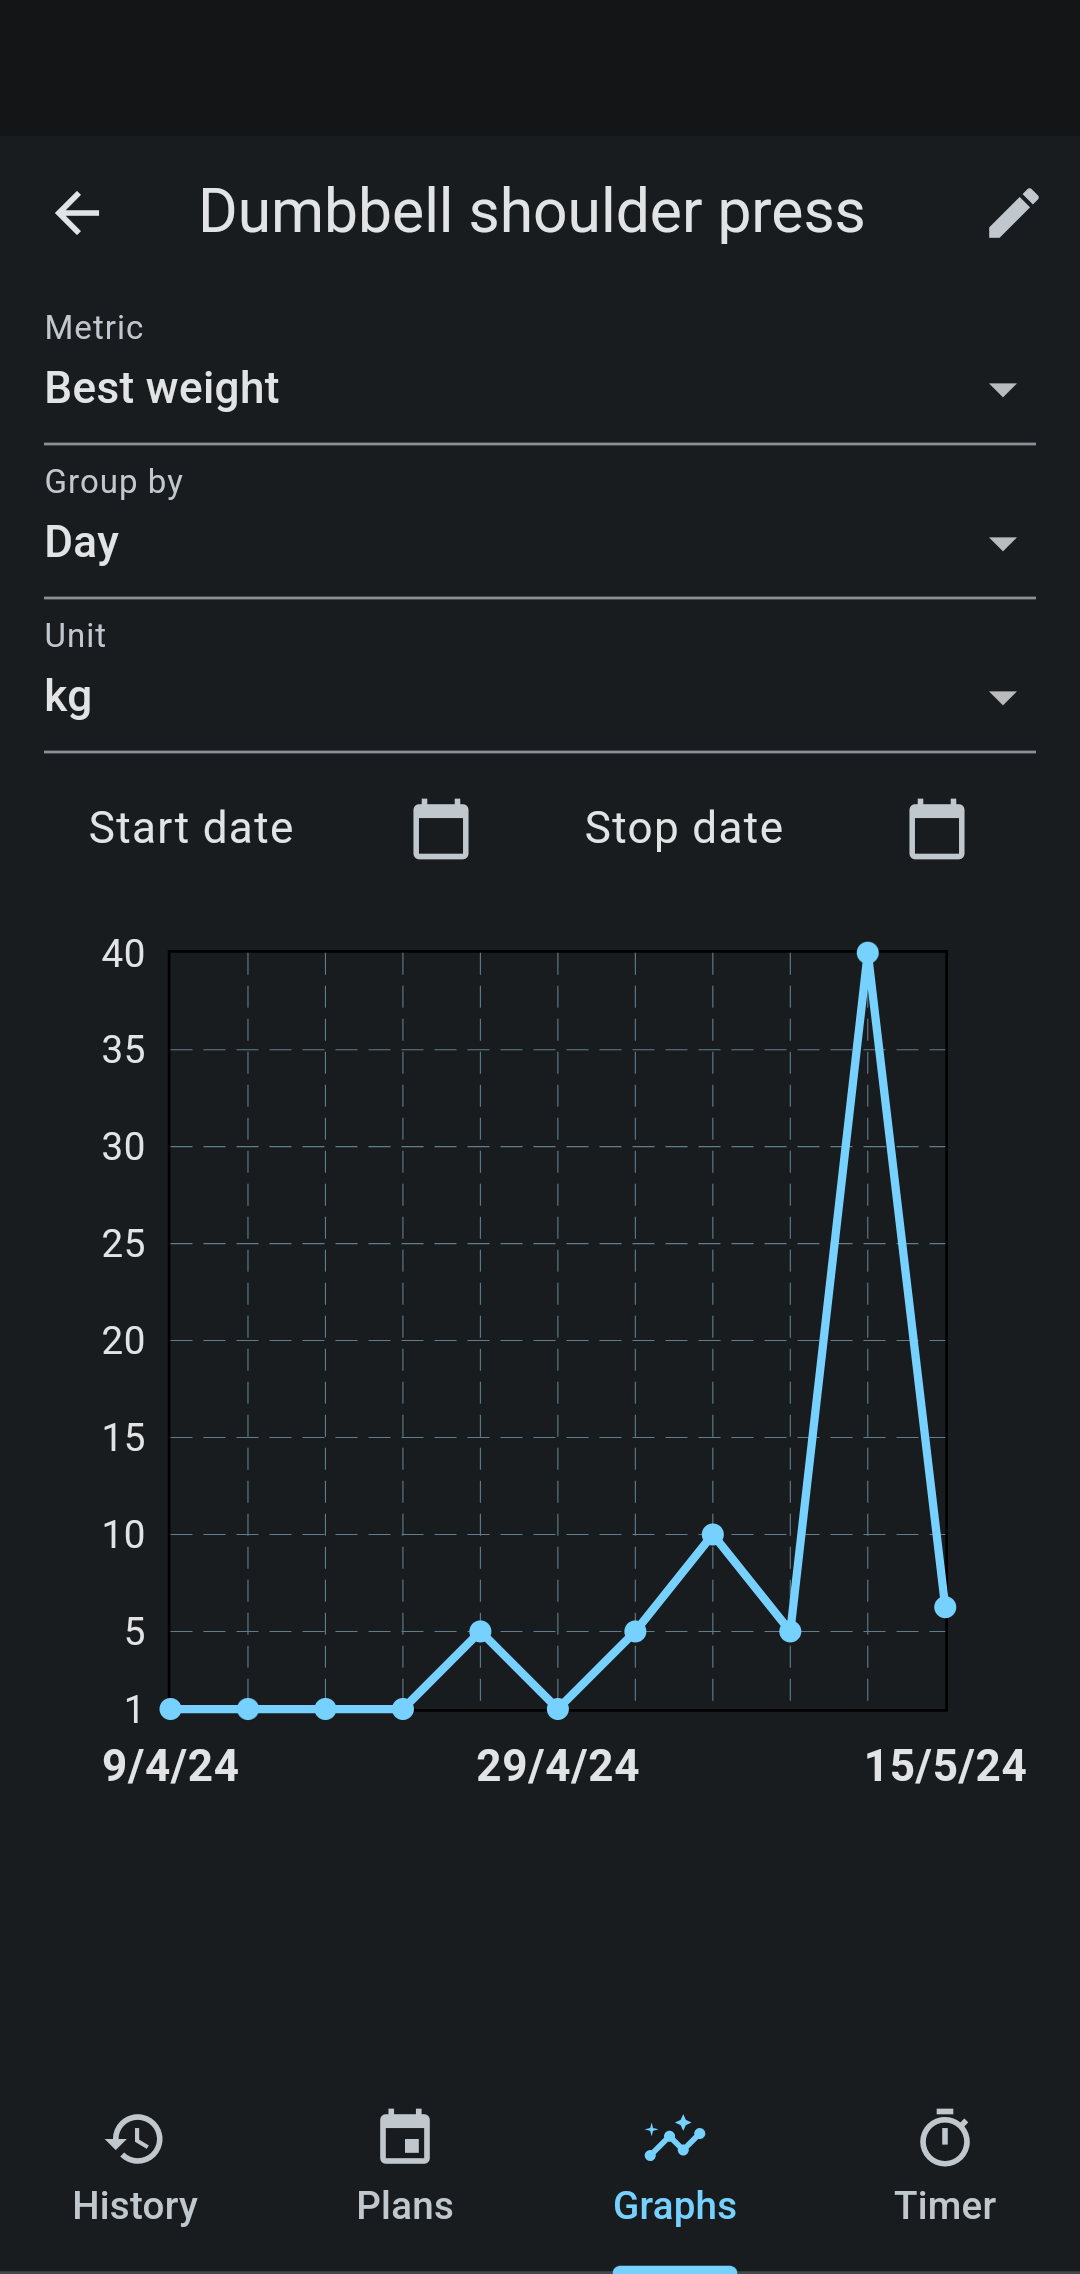 Dumbbell shoulder press
Metric
Best weight
Group by
Day
Unit
kg
Start date Stop date
40
35
30
25
20
15
10
5
1
9/4/24 29/4/24 15/5/24
History Plans Graphs Timer